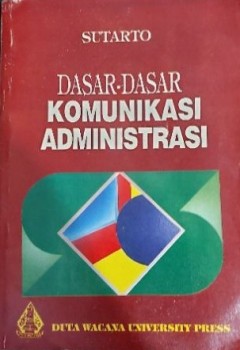 SUTARTO
DASAR-DASAR
KOMUNIKASI
ADMINISTRASI
DUTA WACANA UNIVERSITY PRESS